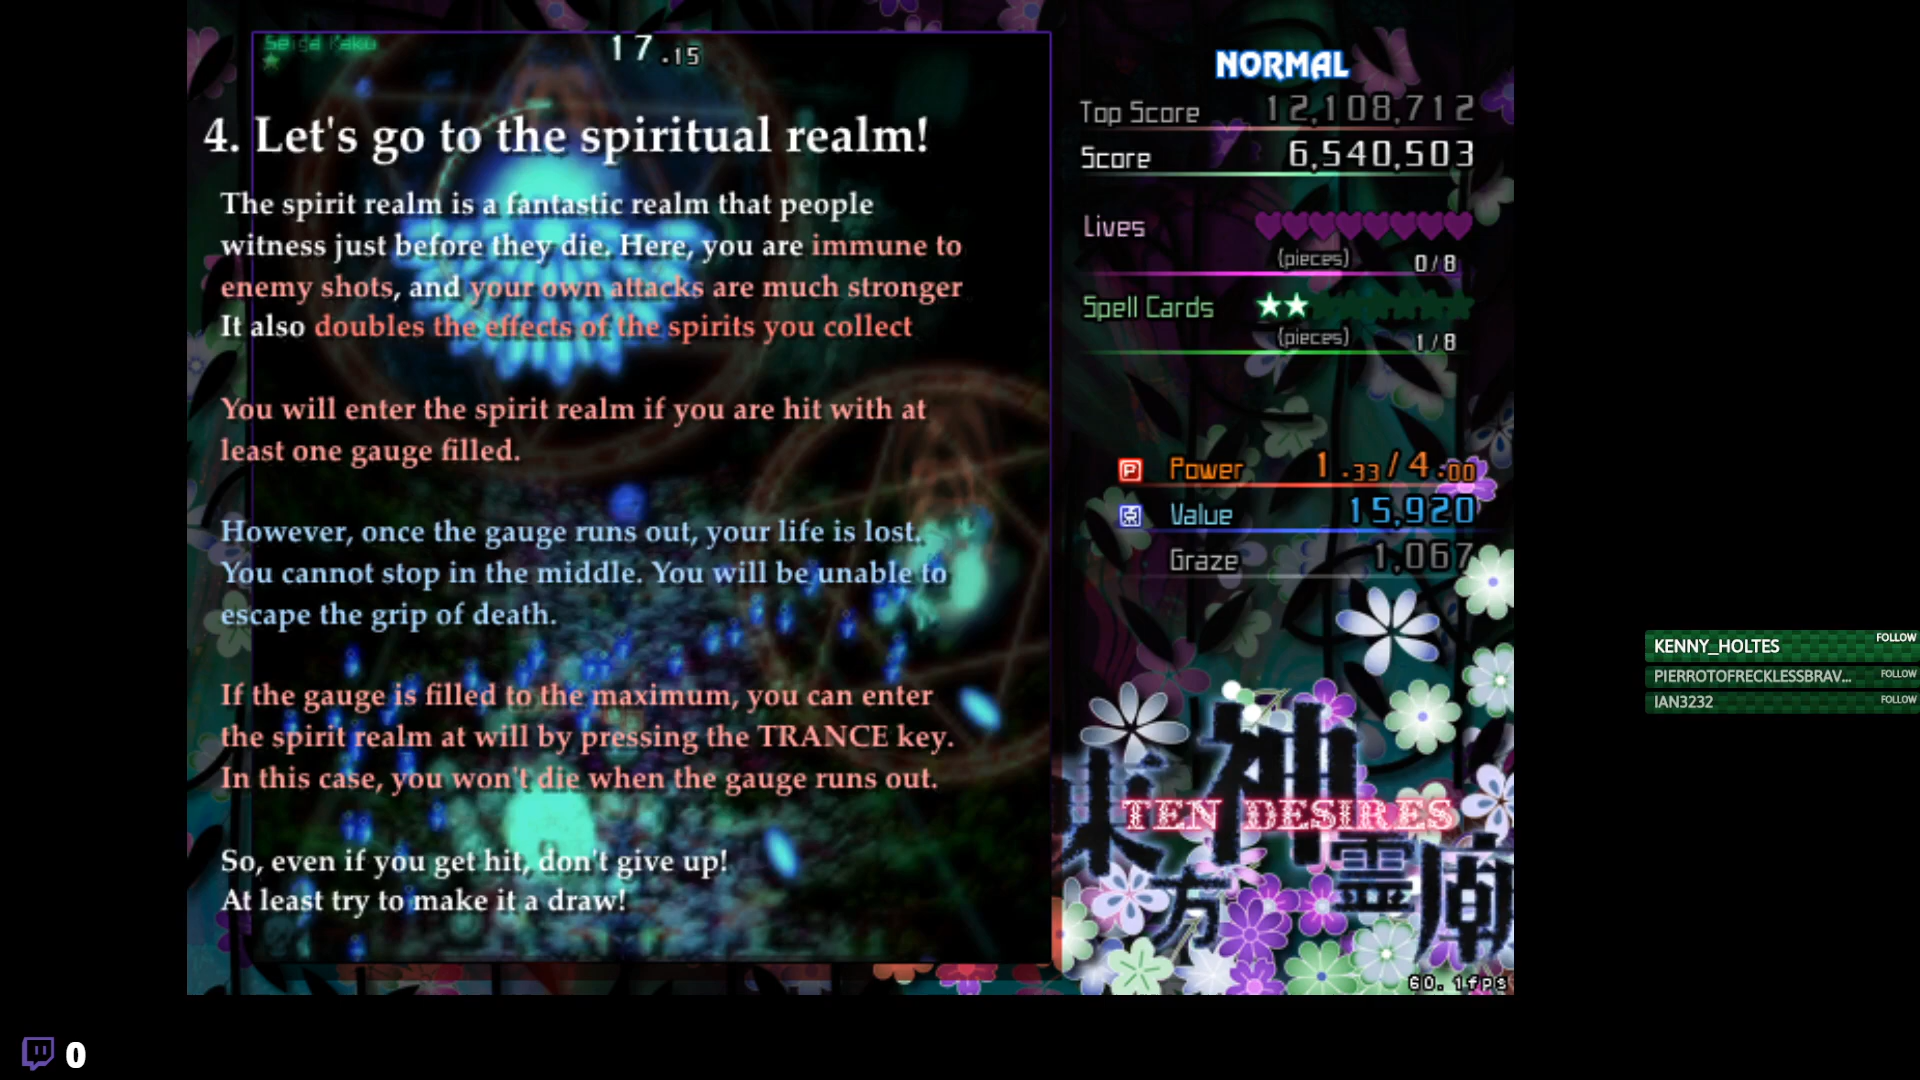 Seiga Kaku
17.15
4. Let's go to the spiritual realm!
The spirit realm is a fantastic realm that people
witness just before they die. Here, you are immune to
enemy shots, and your own attacks are much stronger
It also doubles the effects of the spirits you collect
You will enter the spirit realm if you are hit with at
least one gauge filled.
However, once the gauge runs out, your life is lost.
You cannot stop in the middle. You will be unable to
escape the grip of death.
If the gauge is filled to the maximum, you can enter
the spirit realm at will by pressing the TRANCE key.
In this case, you won't die when the gauge runs out.
So, even if you get hit, don't give up!
At least try to make it a draw!
NORMAL
Top Score 12,108,712
Score 6,540,503
Lives
(pieces) 0/8
Spell Cards
(pieces) 1/8
P Power 1.33/4.00
Value 15,920
Graze 1,067
東方神霊廟
TEN DESIRES
60.1fps
KENNY_HOLTES FOLLOW
PIERROTOFRECKLESSBRAV... FOLLOW
IAN3232 FOLLOW
0